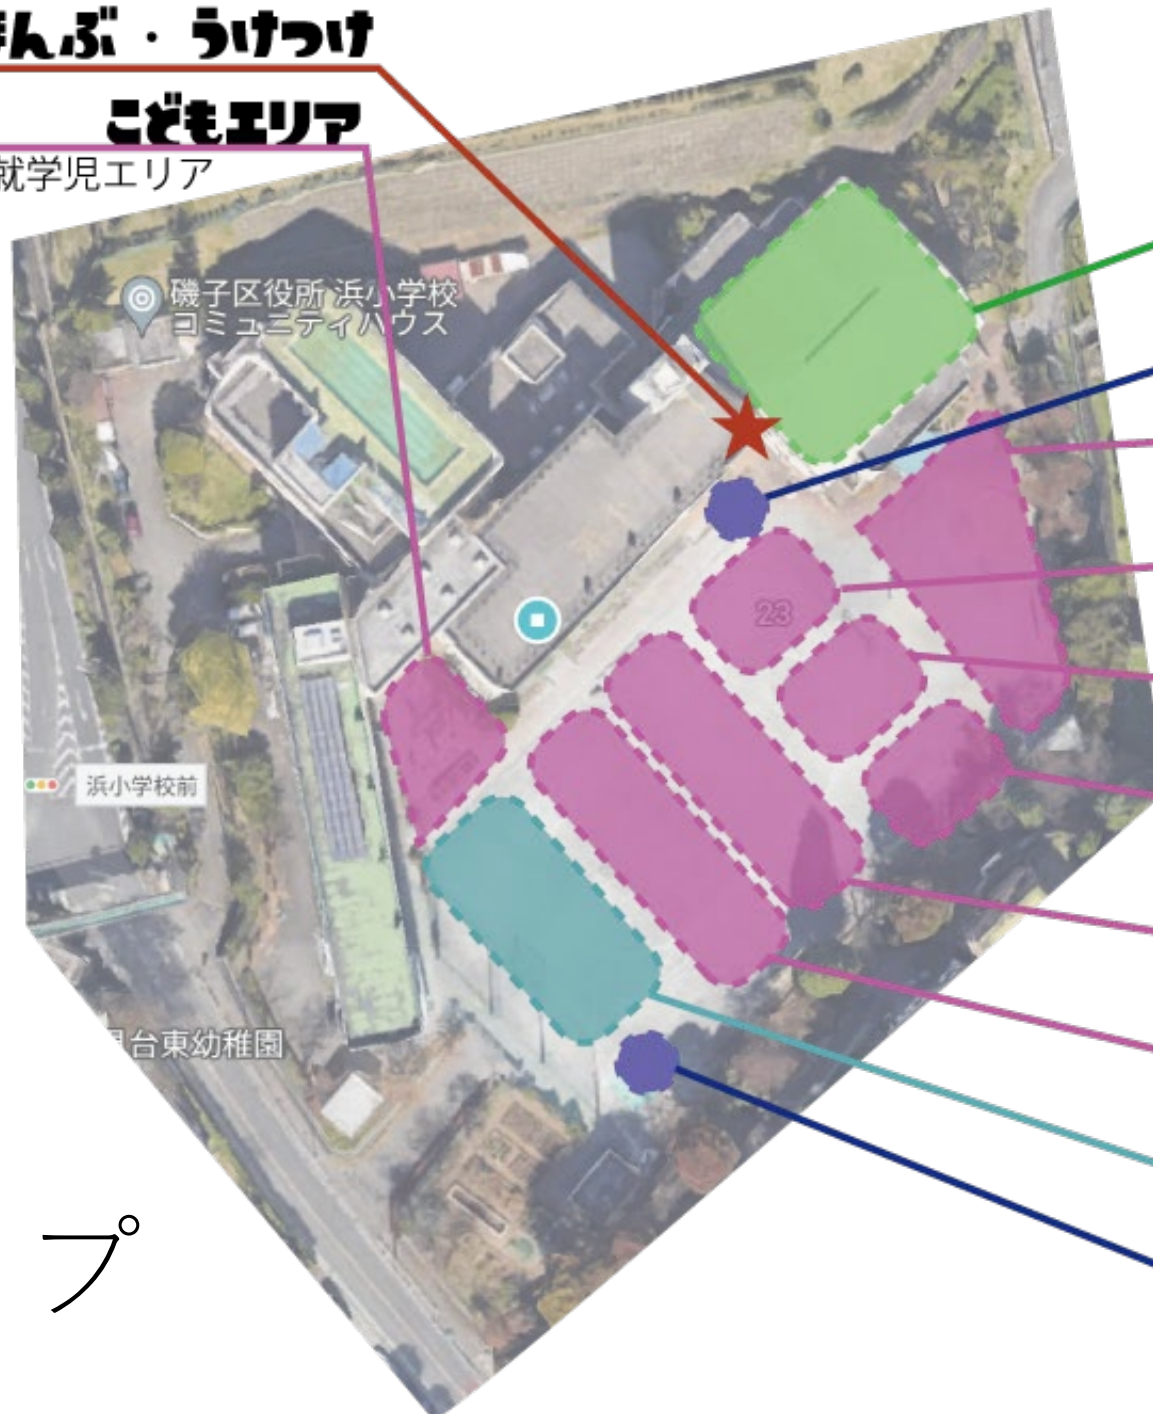 んぶ・うけつけ
こどもエリア
就学児エリア
磯子区役所 浜小学校
コミュニティハウス
23
浜小学校前
台東幼稚園
プ